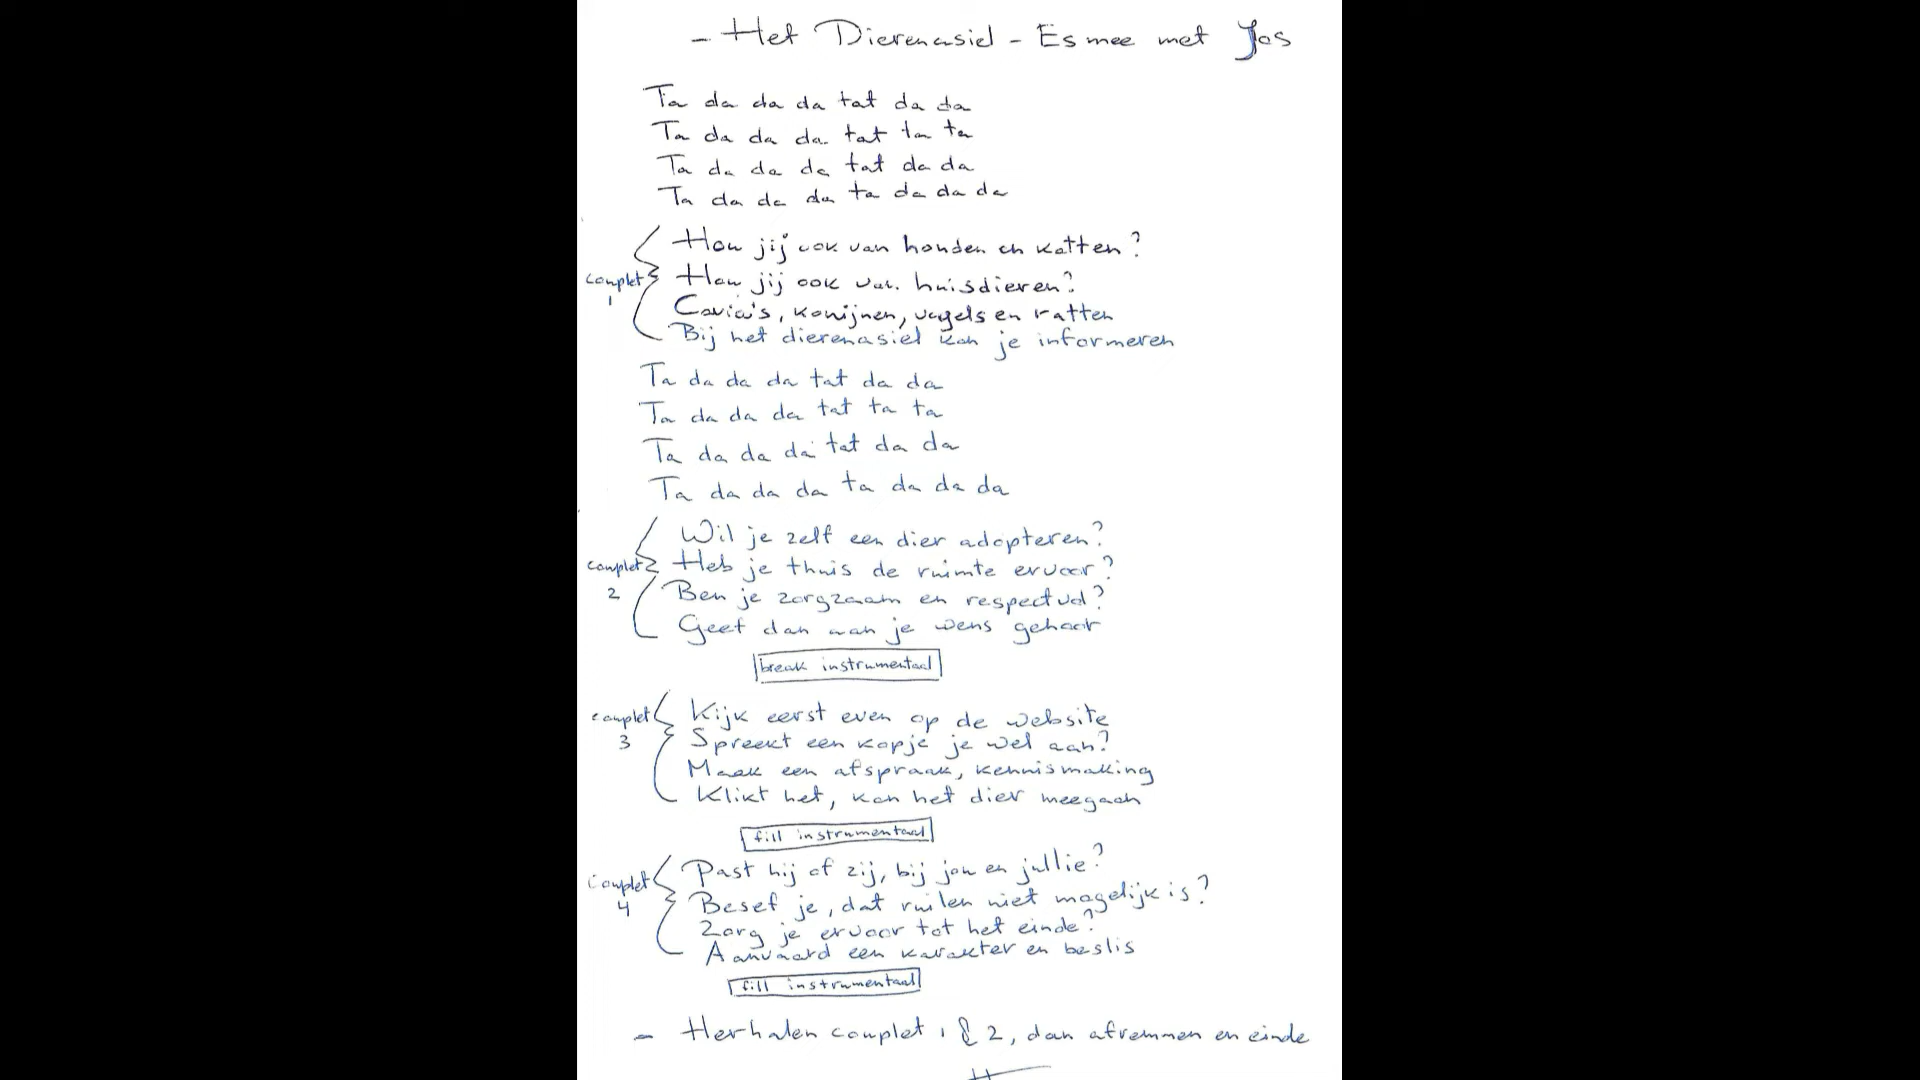 - Het Dierenasiel - Esmee met Jos
Ta da da da tat da da
Ta da da da tat ta ta
Ta da da da tat da da
Ta da da da ta da da da
Hou jij ook van honden en katten?
couplet 1
Hou jij ook van huisdieren?
Cavia's, konijnen, vogels en ratten
Bij het dierenasiel kan je informeren
Ta da da da tat da da
Ta da da da tat ta ta
Ta da da da tat da da
Ta da da da ta da da da
Wil je zelf een dier adopteren?
couplet 2
Heb je thuis de ruimte ervoor?
Ben je zorgzaam en respectvol?
Geef dan aan je wens gehoor
break instrumentaal
couplet 3
Kijk eerst even op de website
Spreekt een kopje je wel aan?
Maak een afspraak, kennismaking
Klikt het, kan het dier meegaan
fill instrumentaal
couplet 4
Past hij of zij, bij jou en jullie?
Besef je, dat ruilen niet mogelijk is?
Zorg je ervoor tot het einde?
Aanvaard een karakter en beslis
fill instrumentaal
- Herhalen couplet 1 & 2, dan afremmen en einde